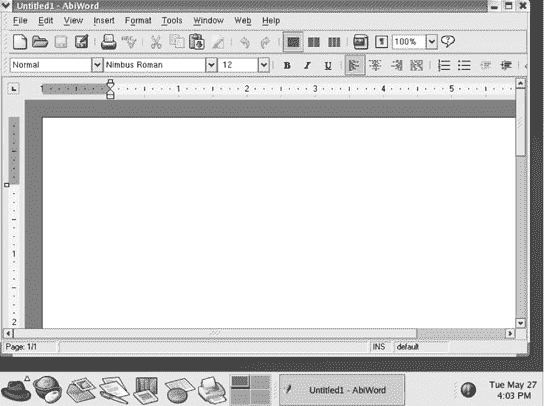 Untitled1 - AbiWord
File Edit View Insert Format Tools Window Web Help
100%
Normal Nimbus Roman 12 B I U
1 1 2 3 4 5
1
2
Page: 1/1 INS default
Untitled1 - AbiWord
Tue May 27
4:03 PM